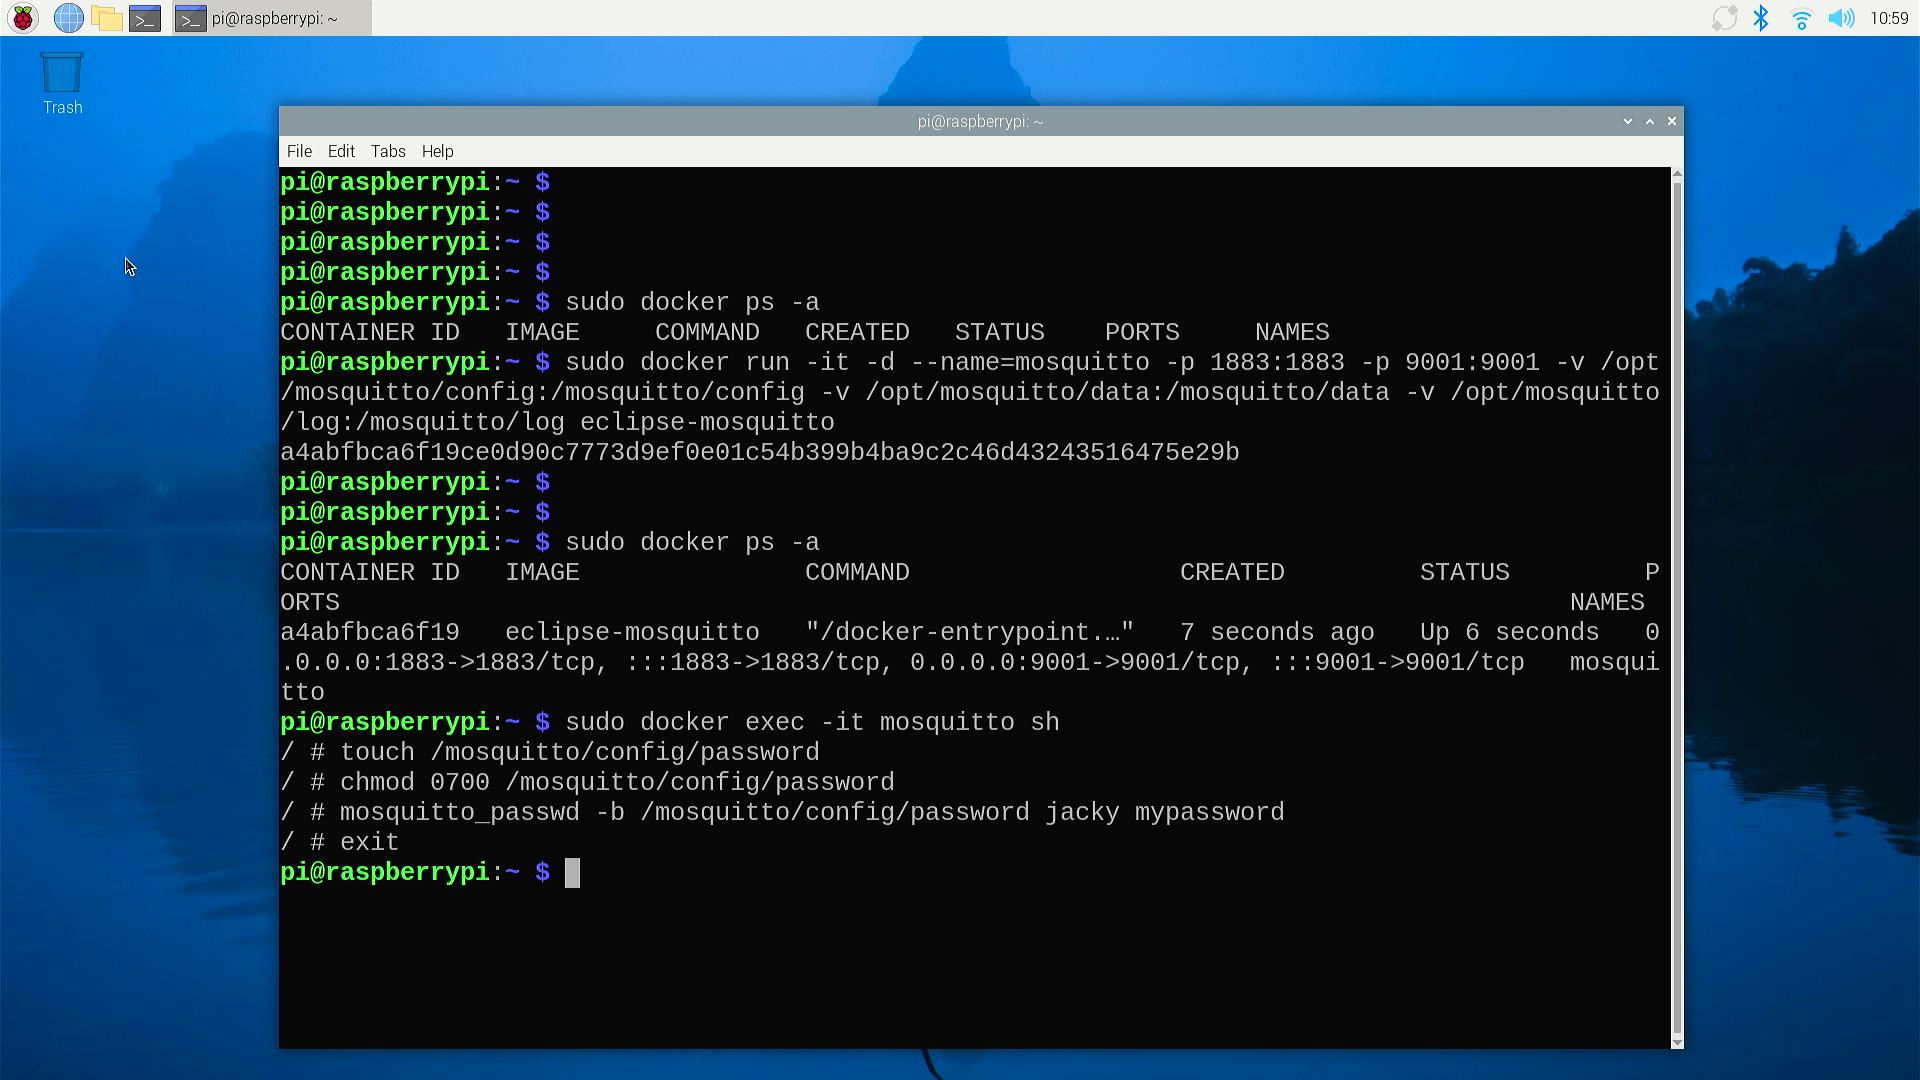 pi@raspberrypi: ~
10:59
Trash
pi@raspberrypi: ~
File Edit Tabs Help
pi@raspberrypi:~ $
pi@raspberrypi:~ $
pi@raspberrypi:~ $
pi@raspberrypi:~ $
pi@raspberrypi:~ $ sudo docker ps -a
CONTAINER ID   IMAGE     COMMAND   CREATED   STATUS    PORTS     NAMES
pi@raspberrypi:~ $ sudo docker run -it -d --name=mosquitto -p 1883:1883 -p 9001:9001 -v /opt
/mosquitto/config:/mosquitto/config -v /opt/mosquitto/data:/mosquitto/data -v /opt/mosquitto
/log:/mosquitto/log eclipse-mosquitto
a4abfbca6f19ce0d90c7773d9ef0e01c54b399b4ba9c2c46d43243516475e29b
pi@raspberrypi:~ $
pi@raspberrypi:~ $
pi@raspberrypi:~ $ sudo docker ps -a
CONTAINER ID   IMAGE               COMMAND                  CREATED         STATUS         P
ORTS                                                                                  NAMES
a4abfbca6f19   eclipse-mosquitto   "/docker-entrypoint.…"   7 seconds ago   Up 6 seconds   0
.0.0.0:1883->1883/tcp, :::1883->1883/tcp, 0.0.0.0:9001->9001/tcp, :::9001->9001/tcp   mosqui
tto
pi@raspberrypi:~ $ sudo docker exec -it mosquitto sh
/ # touch /mosquitto/config/password
/ # chmod 0700 /mosquitto/config/password
/ # mosquitto_passwd -b /mosquitto/config/password jacky mypassword
/ # exit
pi@raspberrypi:~ $